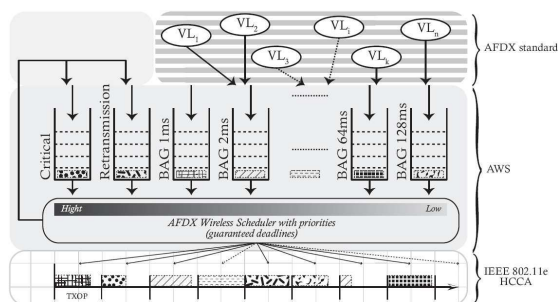 VL1
VL2
VL3
VLi
VLk
VLn
AFDX standard
Critical
Retransmission
BAG 1ms
BAG 2ms
BAG 64ms
BAG 128ms
AWS
Hight
Low
AFDX Wireless Scheduler with priorities
(guaranteed deadlines)
IEEE 802.11e
HCCA
TXOP